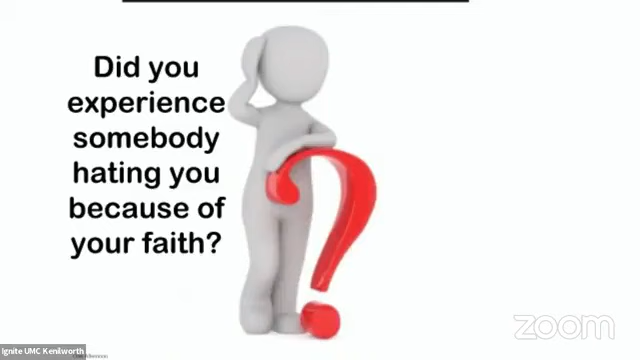 Did you
experience
somebody
hating you
because of
your faith?
zoom
Ignite UMC Kenilworth